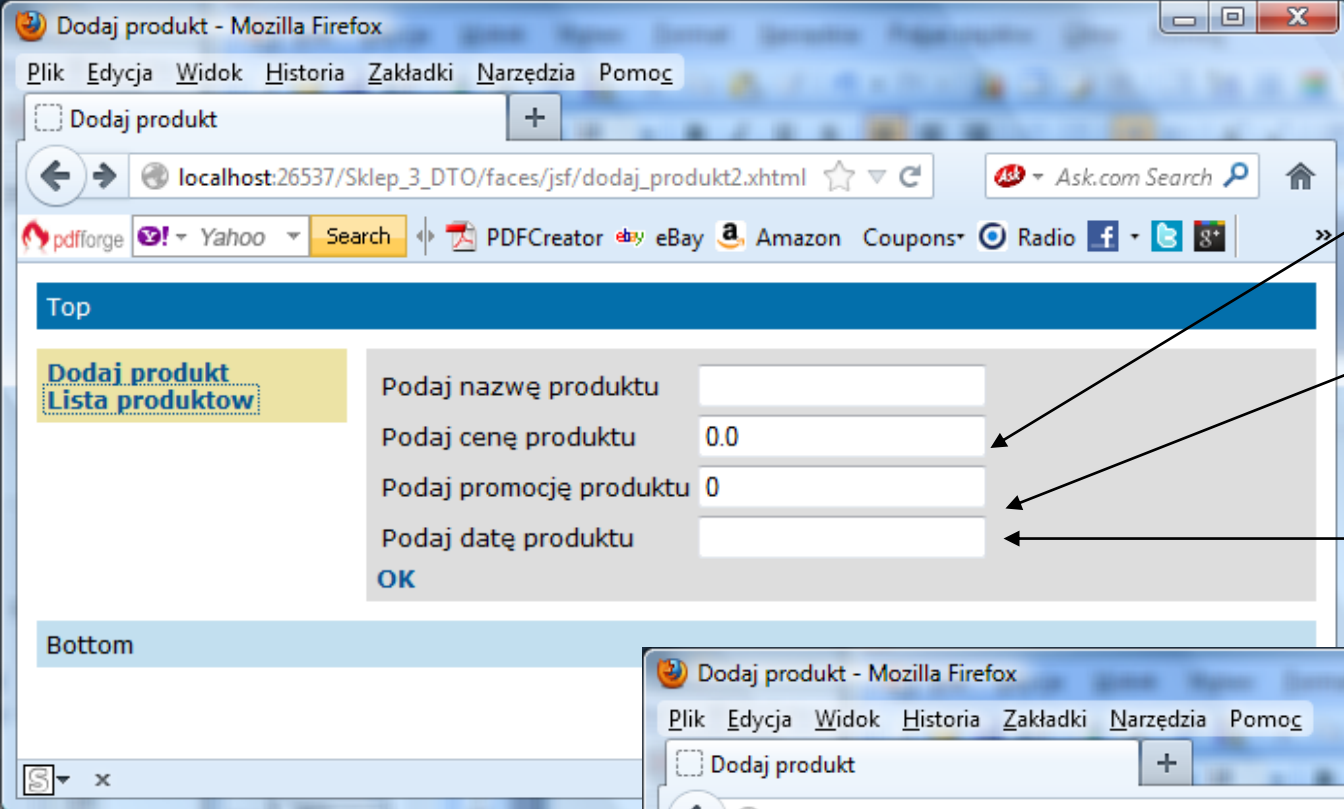 Dodaj produkt - Mozilla Firefox
Plik Edycja Widok Historia Zakładki Narzędzia Pomoc
Dodaj produkt +
localhost:26537/Sklep_3_DTO/faces/jsf/dodaj_produkt2.xhtml Ask Ask.com Search
pdfforge Y! Yahoo Search PDFCreator ebay eBay a Amazon Coupons Radio f g+ »
Top
Dodaj produkt
Lista produktow
Podaj nazwę produktu
Podaj cenę produktu 0.0
Podaj promocję produktu 0
Podaj datę produktu
OK
Bottom
S x
Dodaj produkt - Mozilla Firefox
Plik Edycja Widok Historia Zakładki Narzędzia Pomoc
Dodaj produkt +